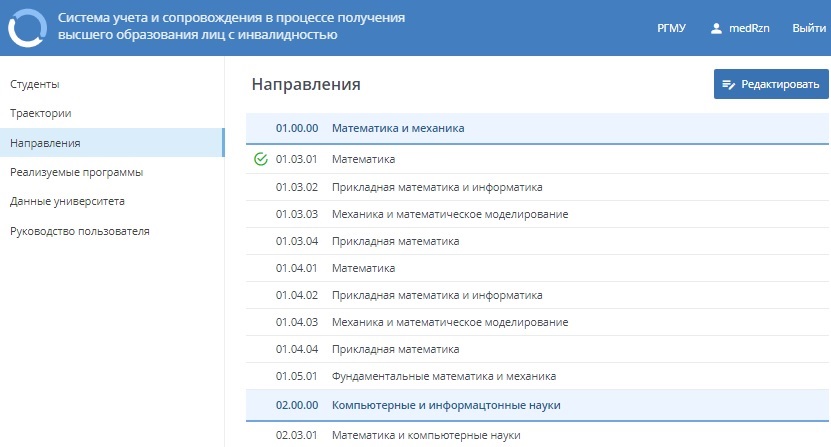 Система учета и сопровождения в процессе получения
высшего образования лиц с инвалидностью
РГМУ medRzn Выйти
Студенты
Траектории
Направления
Реализуемые программы
Данные университета
Руководство пользователя
Направления
Редактировать
01.00.00 Математика и механика
01.03.01 Математика
01.03.02 Прикладная математика и информатика
01.03.03 Механика и математическое моделирование
01.03.04 Прикладная математика
01.04.01 Математика
01.04.02 Прикладная математика и информатика
01.04.03 Механика и математическое моделирование
01.04.04 Прикладная математика
01.05.01 Фундаментальные математика и механика
02.00.00 Компьютерные и информацтонные науки
02.03.01 Математика и компьютерные науки